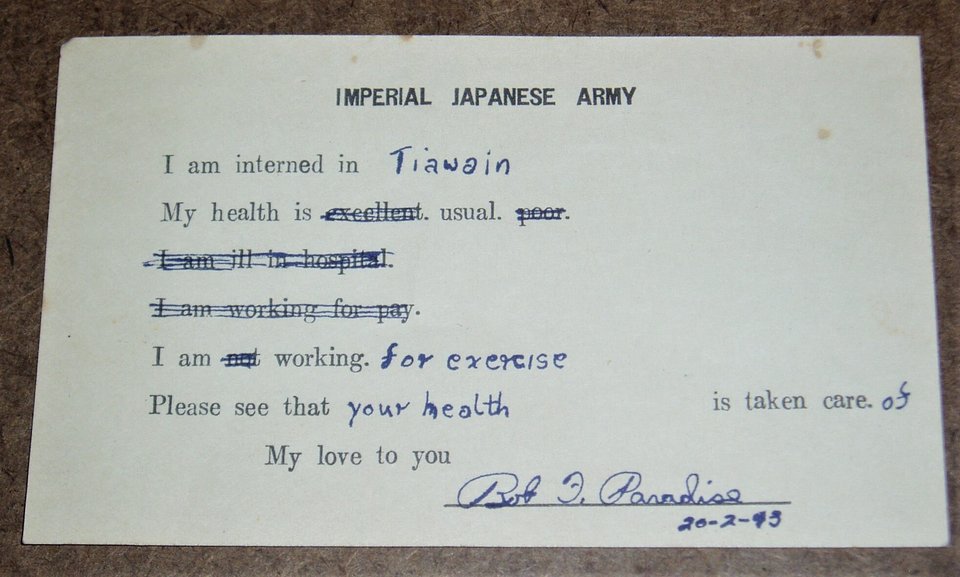 IMPERIAL JAPANESE ARMY
I am interned in Tiawain
My health is excellent. usual. poor.
I am ill in hospital.
I am working for pay.
I am not working. for exercise
Please see that your health is taken care. of
My love to you
Bob F. Paradise
20-2-43